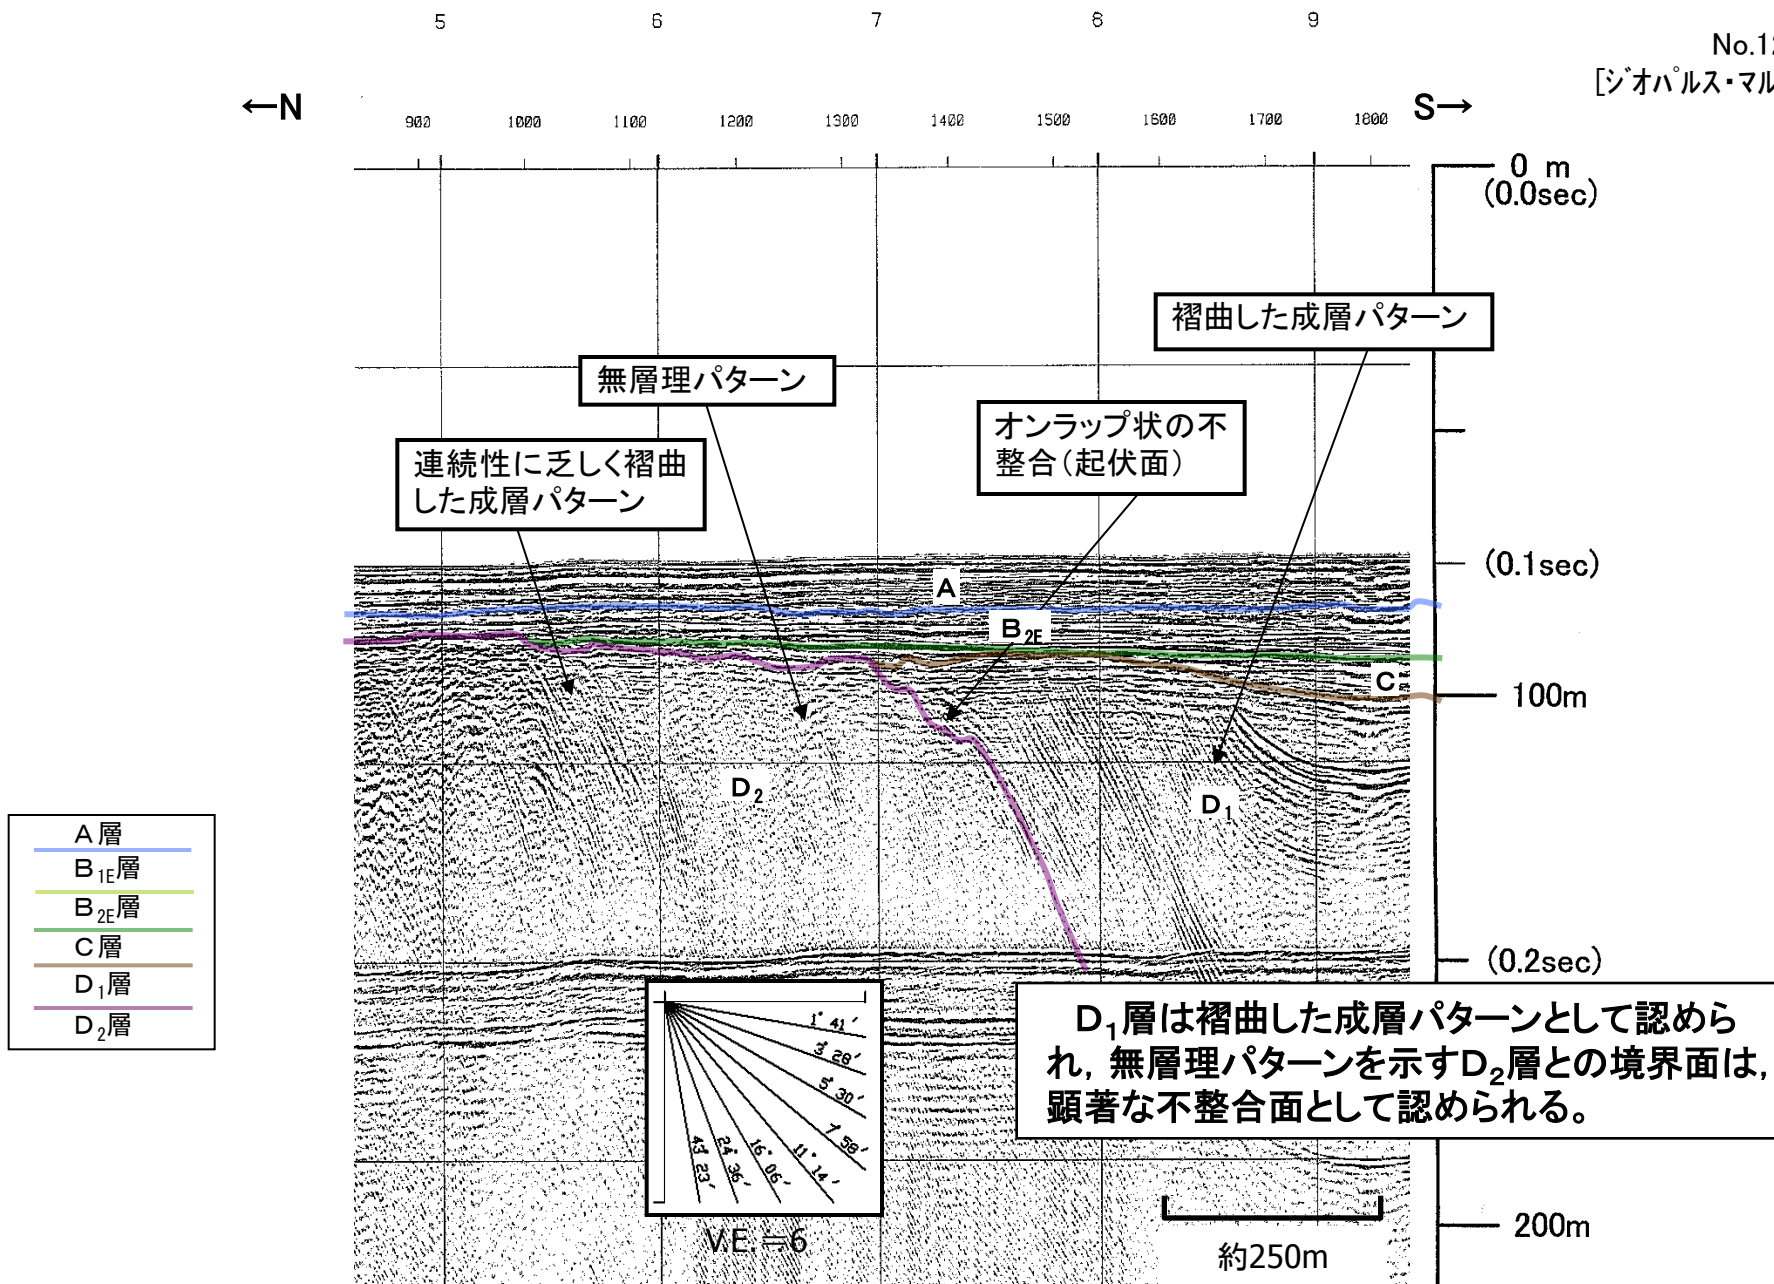 5 6 7 8 9
No.12
[ジオパルス・マル
←N
S→
900 1000 1100 1200 1300 1400 1500 1600 1700 1800
0 m
(0.0sec)
褶曲した成層パターン
無層理パターン
オンラップ状の不
整合(起伏面)
連続性に乏しく褶曲
した成層パターン
(0.1sec)
A
B2E
C
100m
D2
D1
A層
B1E層
B2E層
C層
D1層
D2層
(0.2sec)
1° 41′
3° 28′
5° 30′
7° 58′
11° 14′
16° 06′
24° 36′
43° 23′
D1層は褶曲した成層パターンとして認めら
れ,無層理パターンを示すD2層との境界面は,
顕著な不整合面として認められる。
V.E.≒6
約250m
200m